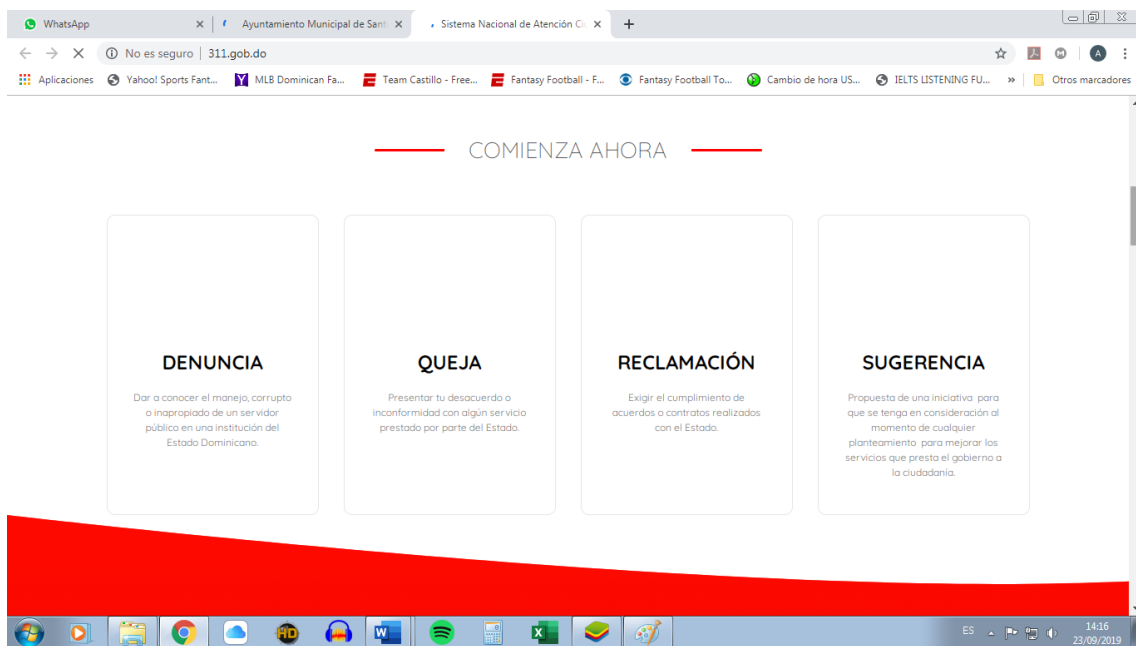 WhatsApp
Ayuntamiento Municipal de Sant
Sistema Nacional de Atención Ci
No es seguro | 311.gob.do
A
Aplicaciones
Yahoo! Sports Fant...
MLB Dominican Fa...
Team Castillo - Free...
Fantasy Football - F...
Fantasy Football To...
Cambio de hora US...
IELTS LISTENING FU...
»
Otros marcadores
COMIENZA AHORA
DENUNCIA
Dar a conocer el manejo, corrupto
o inapropiado de un servidor
público en una institución del
Estado Dominicano.
QUEJA
Presentar tu desacuerdo o
inconformidad con algún servicio
prestado por parte del Estado.
RECLAMACIÓN
Exigir el cumplimiento de
acuerdos o contratos realizados
con el Estado.
SUGERENCIA
Propuesta de una iniciativa para
que se tenga en consideración al
momento de cualquier
planteamiento para mejorar los
servicios que presta el gobierno a
la ciudadanía.
HD
W
X
ES
14:16
23/09/2019